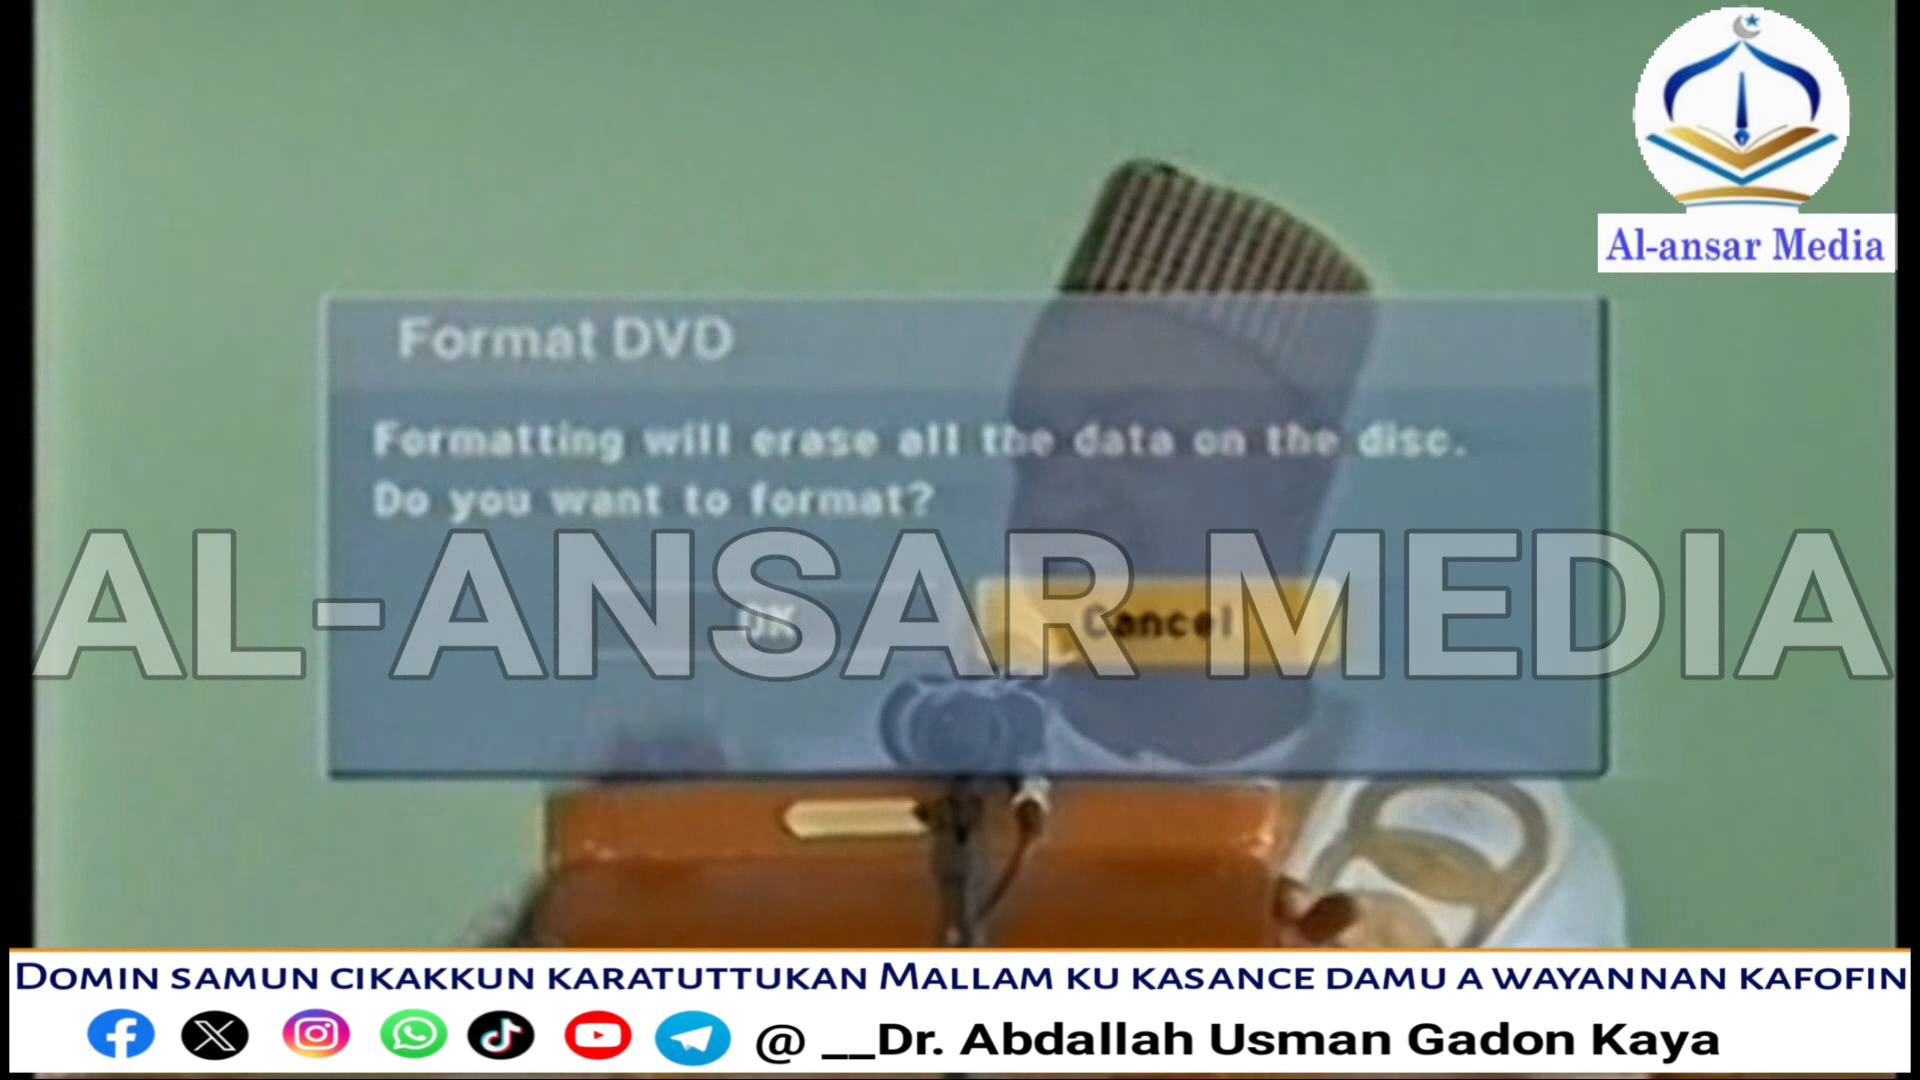 Al-ansar Media
Format DVD
Formatting will erase all the data on the disc.
Do you want to format?
OK
Cancel
AL-ANSAR MEDIA
DOMIN SAMUN CIKAKKUN KARATUTTUKAN MALLAM KU KASANCE DAMU A WAYANNAN KAFOFIN
@ __Dr. Abdallah Usman Gadon Kaya